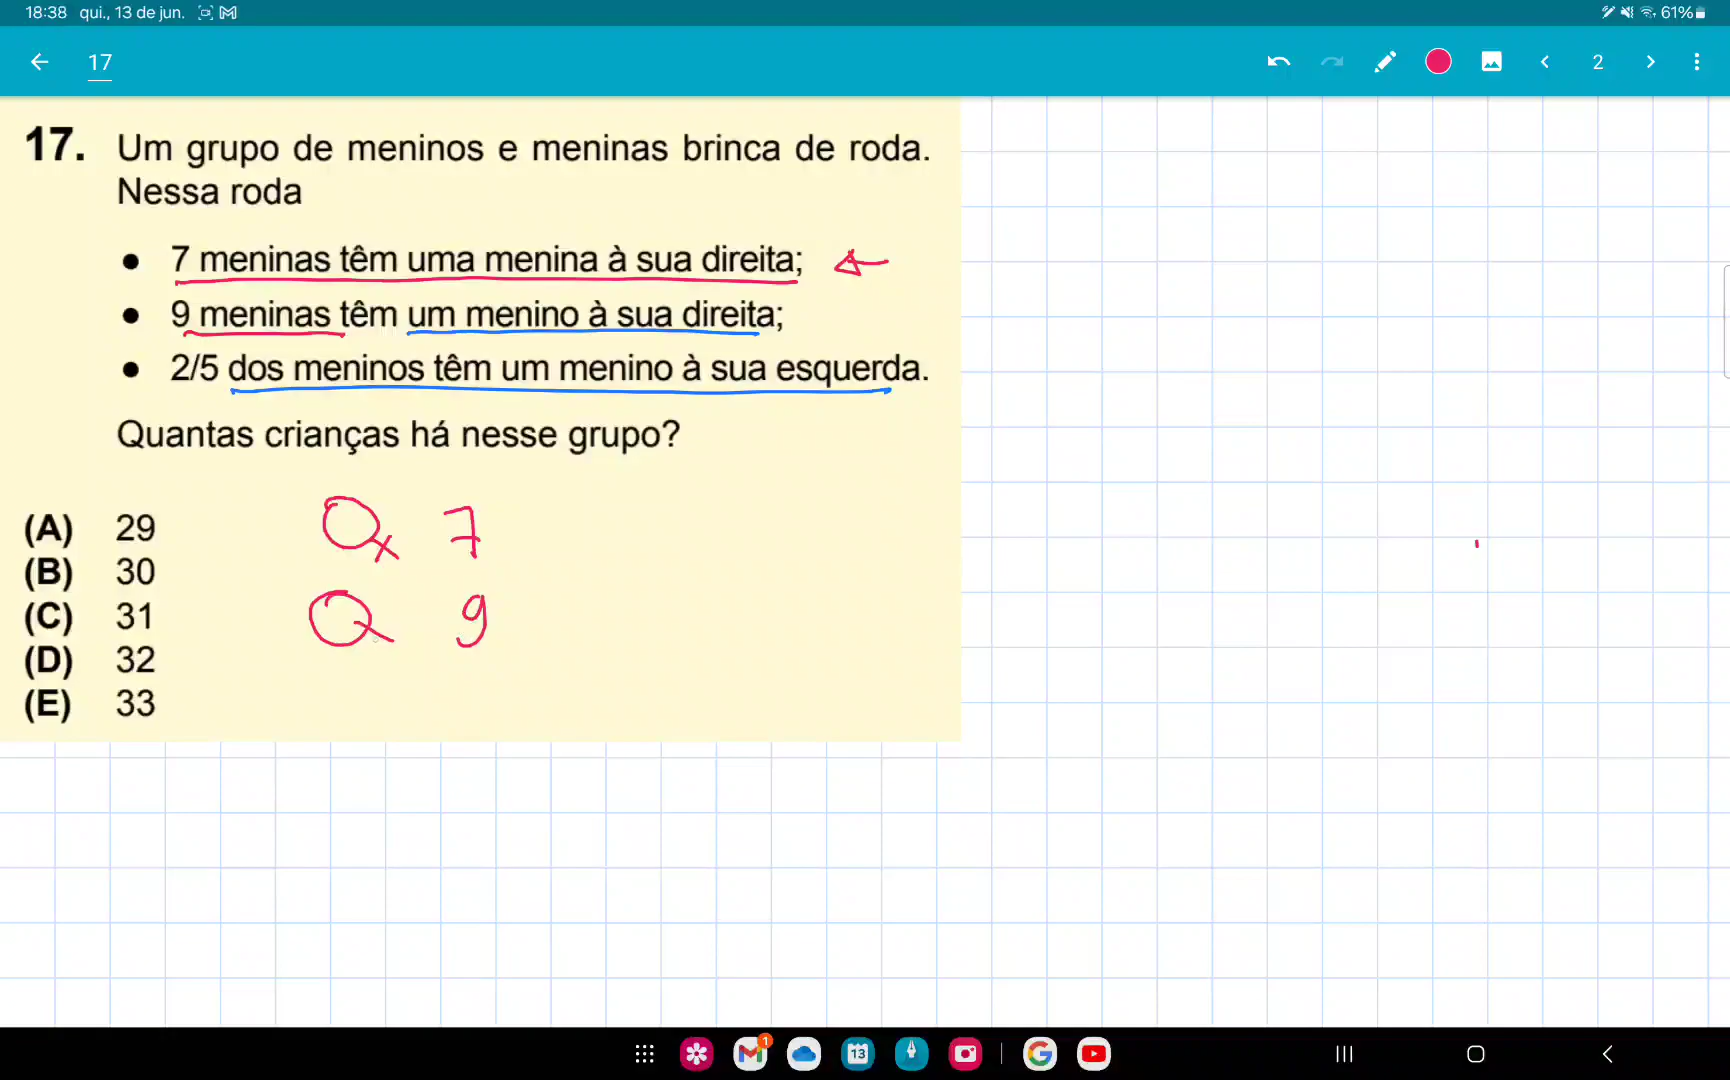 18:38 qui., 13 de jun.
61%
17
2
17. Um grupo de meninos e meninas brinca de roda.
Nessa roda
● 7 meninas têm uma menina à sua direita;
● 9 meninas têm um menino à sua direita;
● 2/5 dos meninos têm um menino à sua esquerda.
Quantas crianças há nesse grupo?
(A) 29
(B) 30
(C) 31
(D) 32
(E) 33
7
9
1
13